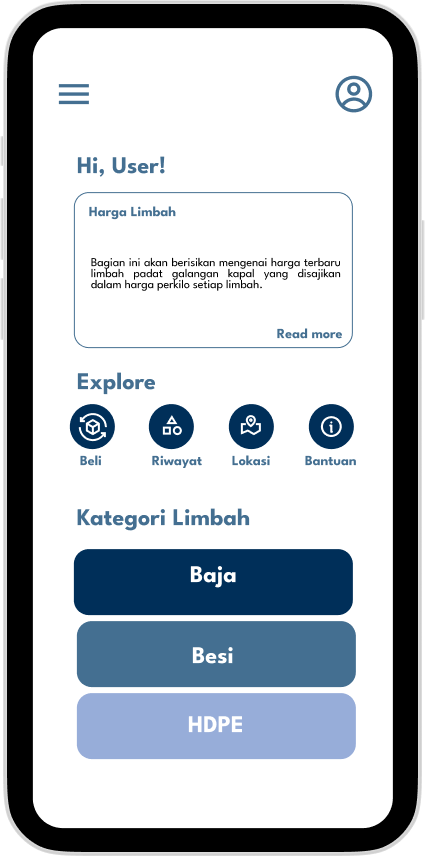 Hi, User!
Harga Limbah
Bagian ini akan berisikan mengenai harga terbaru
limbah padat galangan kapal yang disajikan
dalam harga perkilo setiap limbah.
Read more
Explore
Beli Riwayat Lokasi Bantuan
Kategori Limbah
Baja
Besi
HDPE